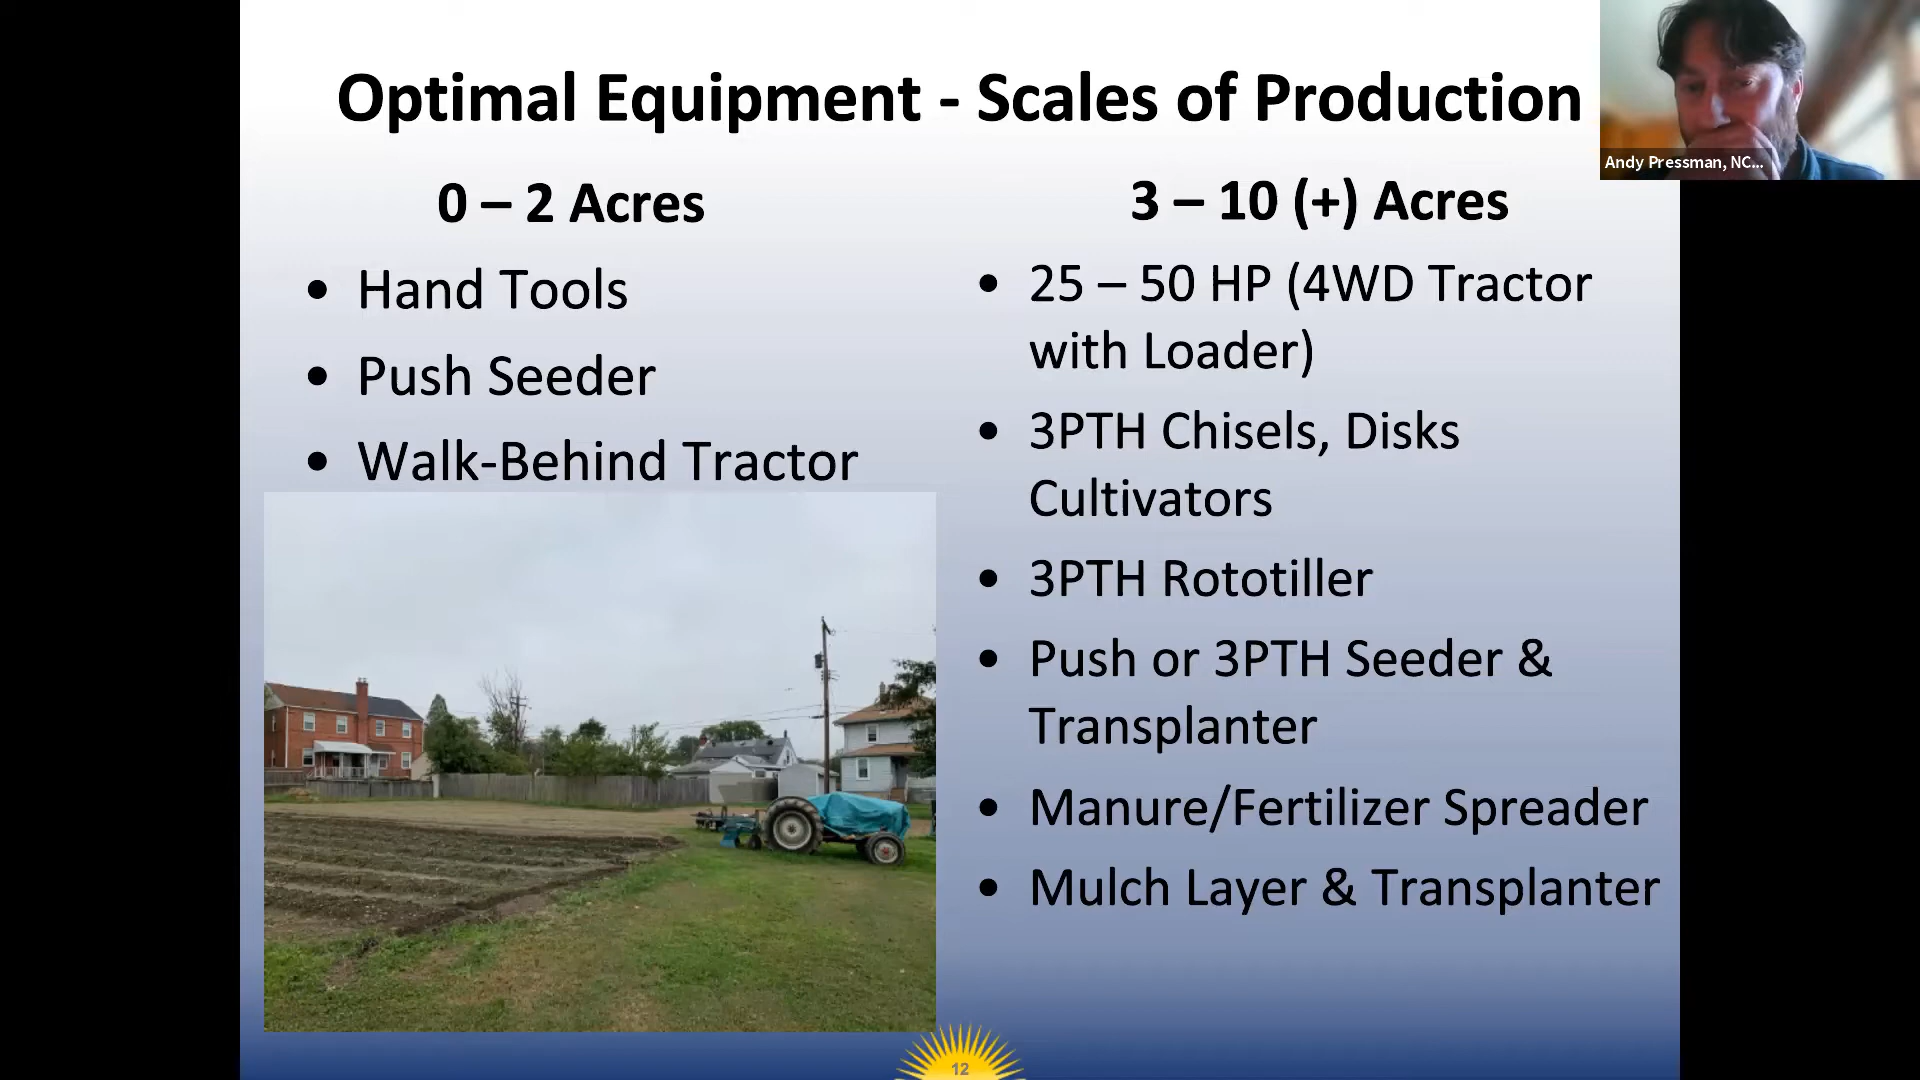 Optimal Equipment - Scales of Production
0 – 2 Acres
• Hand Tools
• Push Seeder
• Walk-Behind Tractor
3 – 10 (+) Acres
• 25 – 50 HP (4WD Tractor
with Loader)
• 3PTH Chisels, Disks
Cultivators
• 3PTH Rototiller
• Push or 3PTH Seeder &
Transplanter
• Manure/Fertilizer Spreader
• Mulch Layer & Transplanter
12
Andy Pressman, NC...